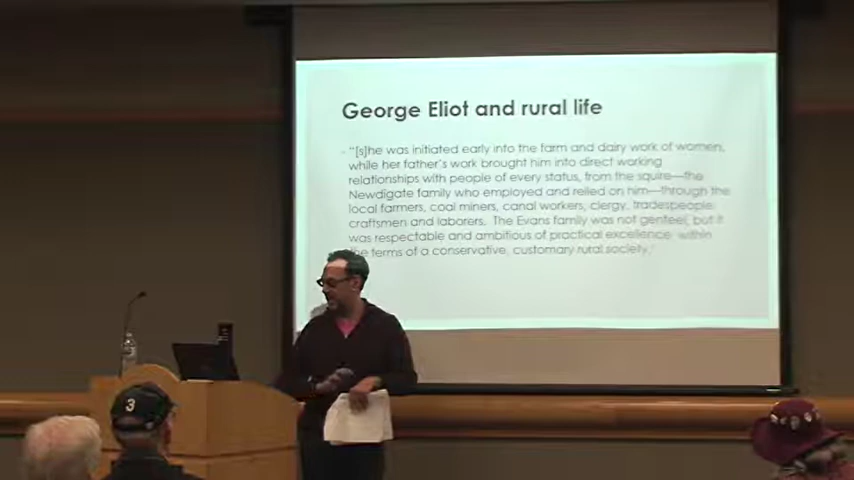 George Eliot and rural life
"[s]he was initiated early into the farm and dairy work of women,
while her father's work brought him into direct working
relationships with people of every status, from the squire—the
Newdigate family who employed and relied on him—through the
local farmers, coal miners, canal workers, clergy, tradespeople,
craftsmen and laborers. The Evans family was not genteel, but it
was respectable and ambitious of practical excellence within
the terms of a conservative, customary rural society."
3